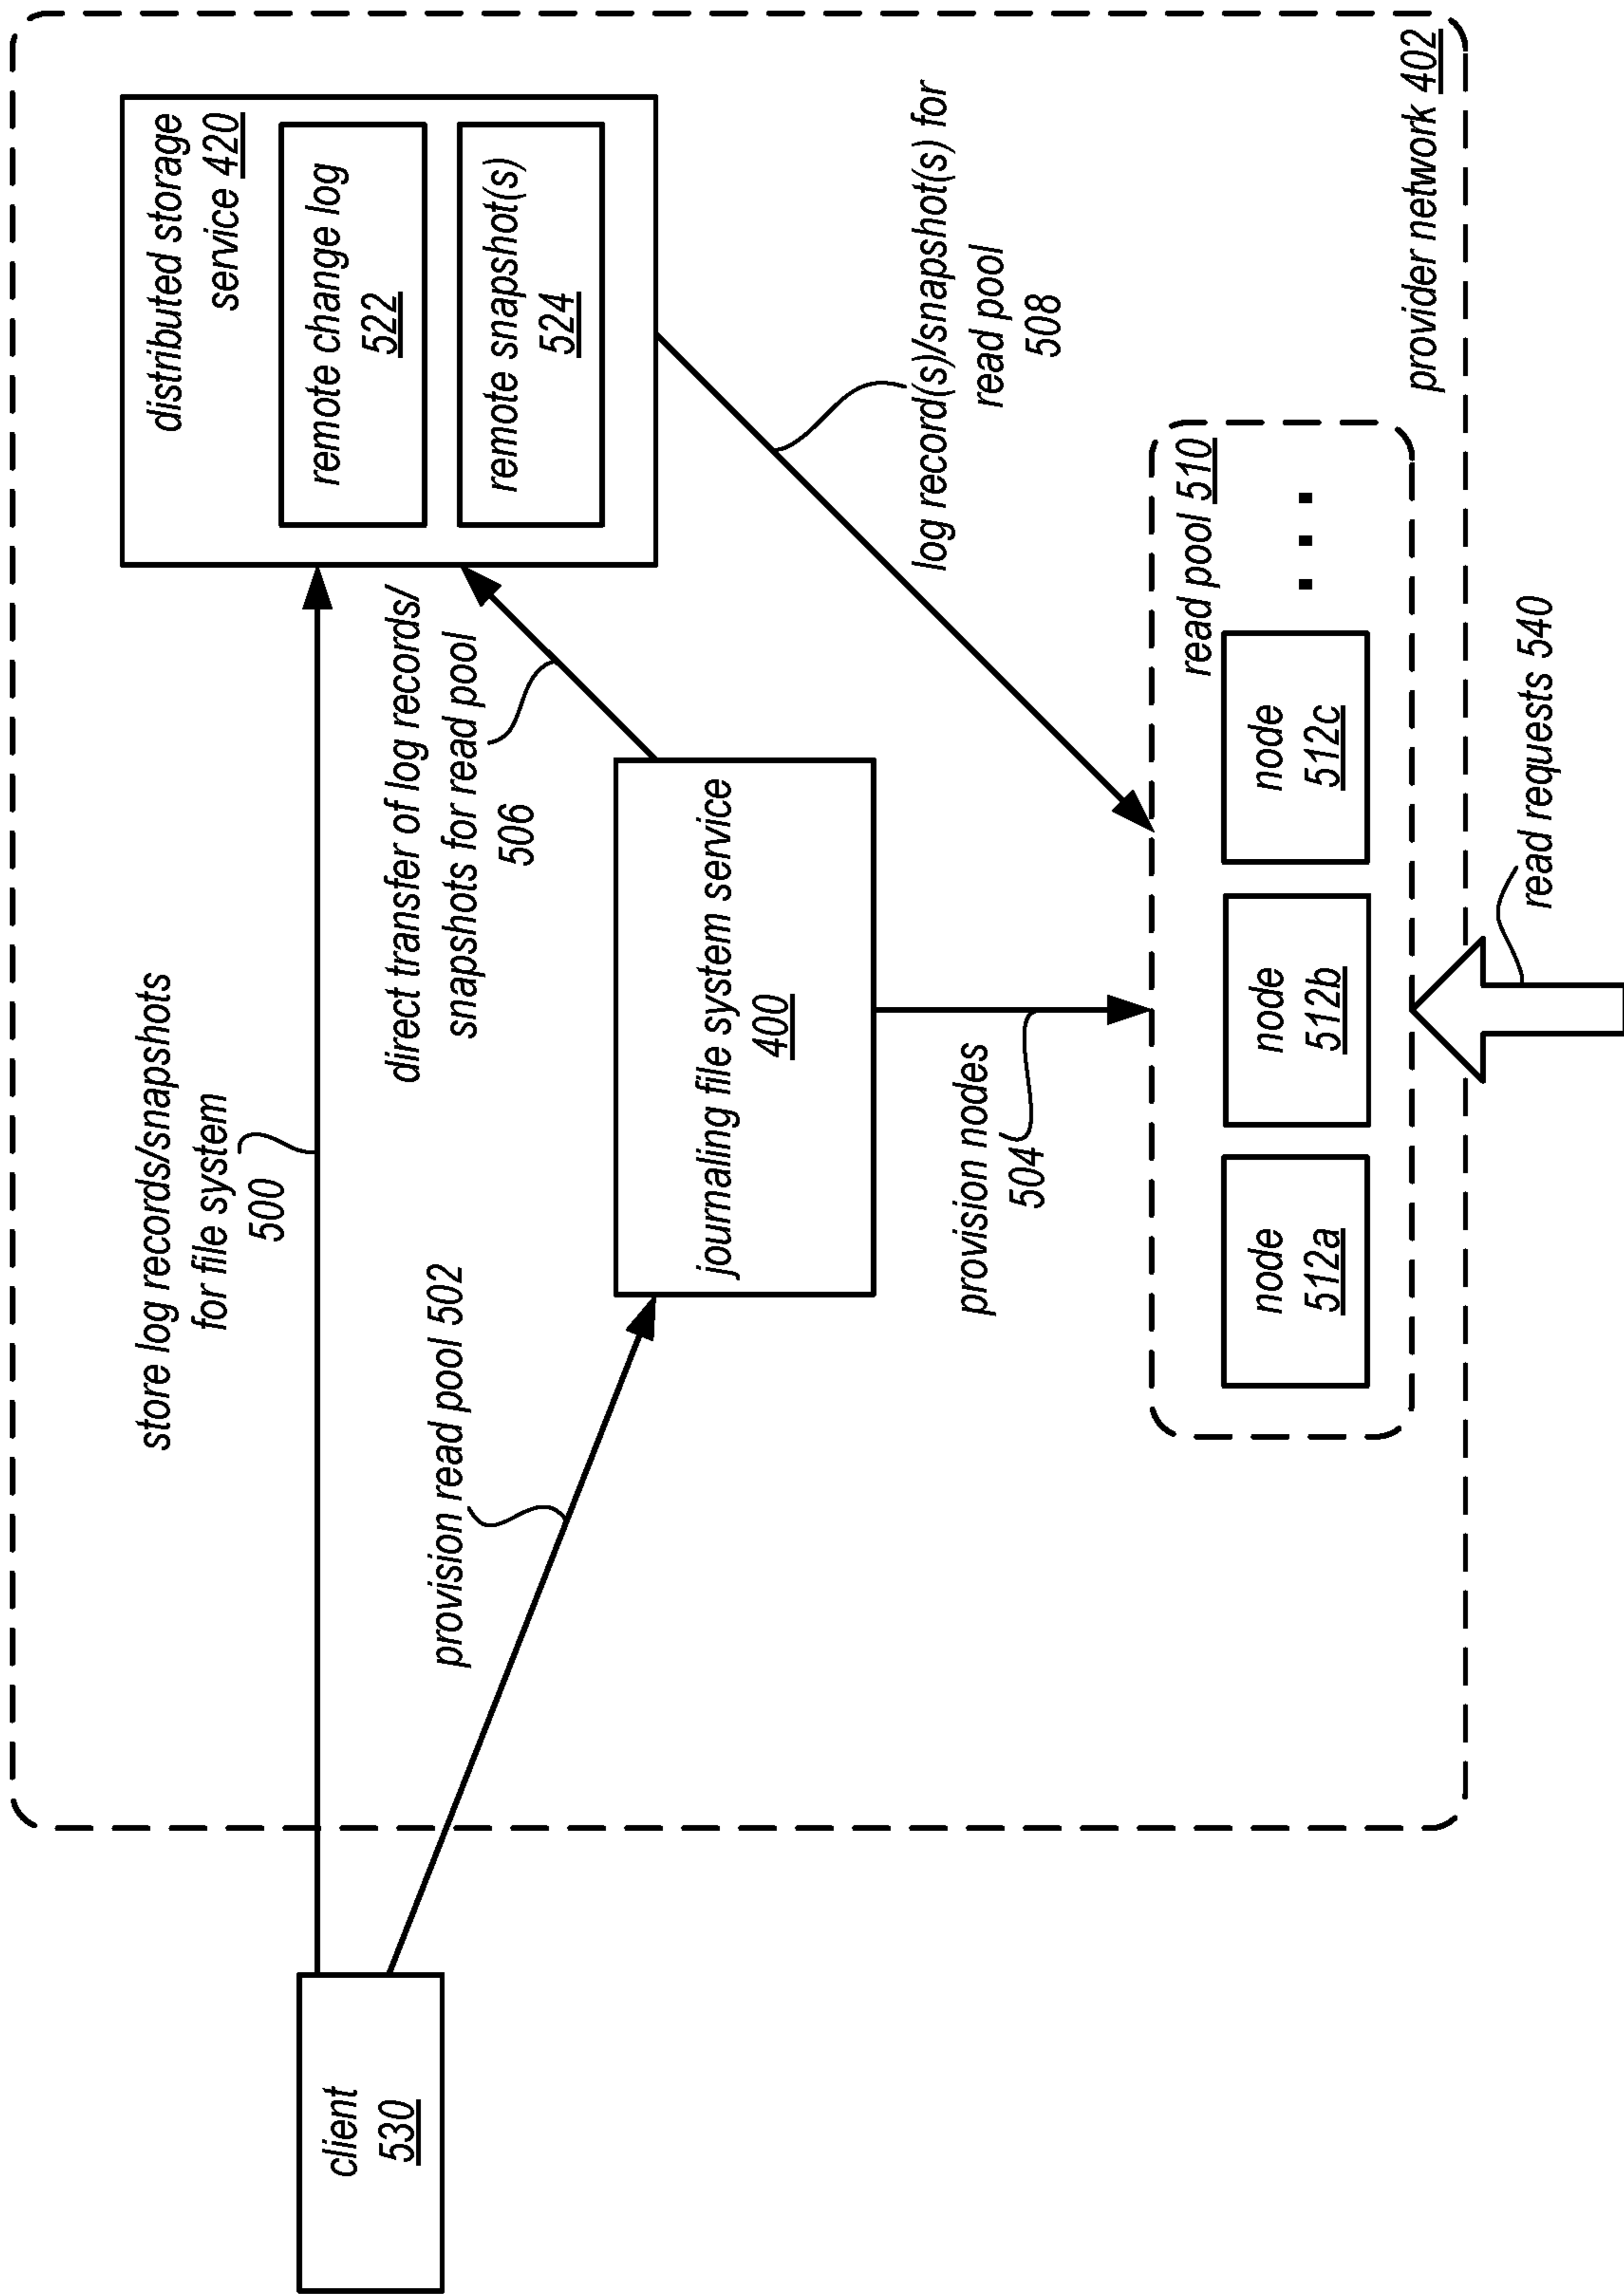 store log records/snapshots
for file system
500
distributed storage
service 420
remote change log
522
remote snapshot(s)
524
client
530
provision read pool 502
direct transfer of log records/
snapshots for read pool
506
journaling file system service
400
log record(s)/snapshot(s) for
read pool
508
provision nodes
504
read pool 510
node
512a
node
512b
node
512c
. . .
provider network 402
read requests 540